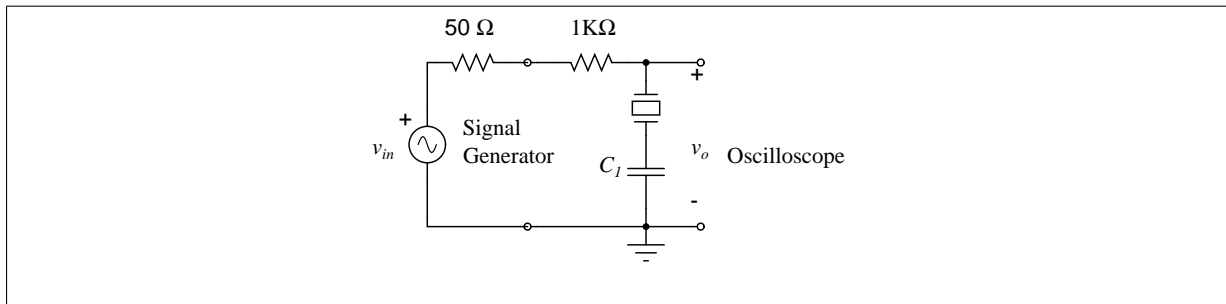 50 Ω
1KΩ
+
+
v_in
Signal
Generator
C_1
v_o
Oscilloscope
-